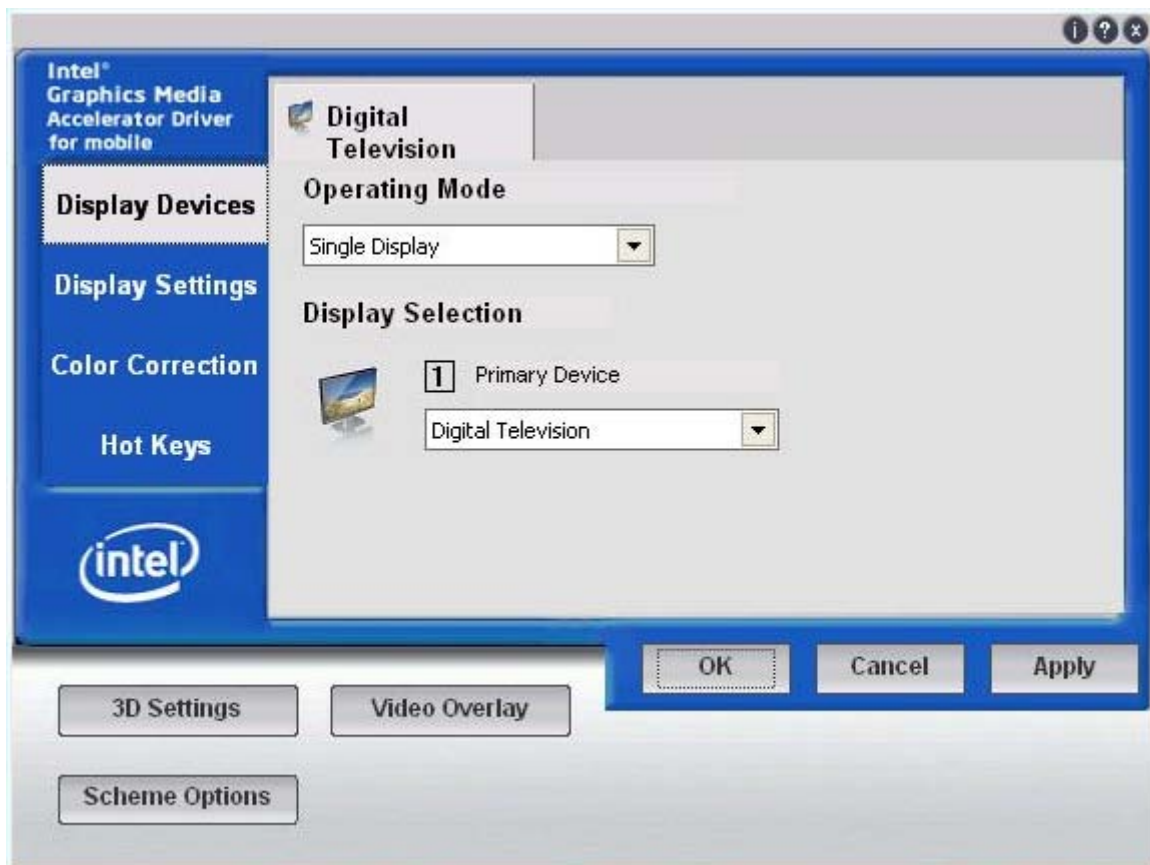 Intel®
Graphics Media
Accelerator Driver
for mobile
Display Devices
Display Settings
Color Correction
Hot Keys
intel
Digital
Television
Operating Mode
Single Display
Display Selection
1 Primary Device
Digital Television
OK Cancel Apply
3D Settings Video Overlay
Scheme Options
i ? x